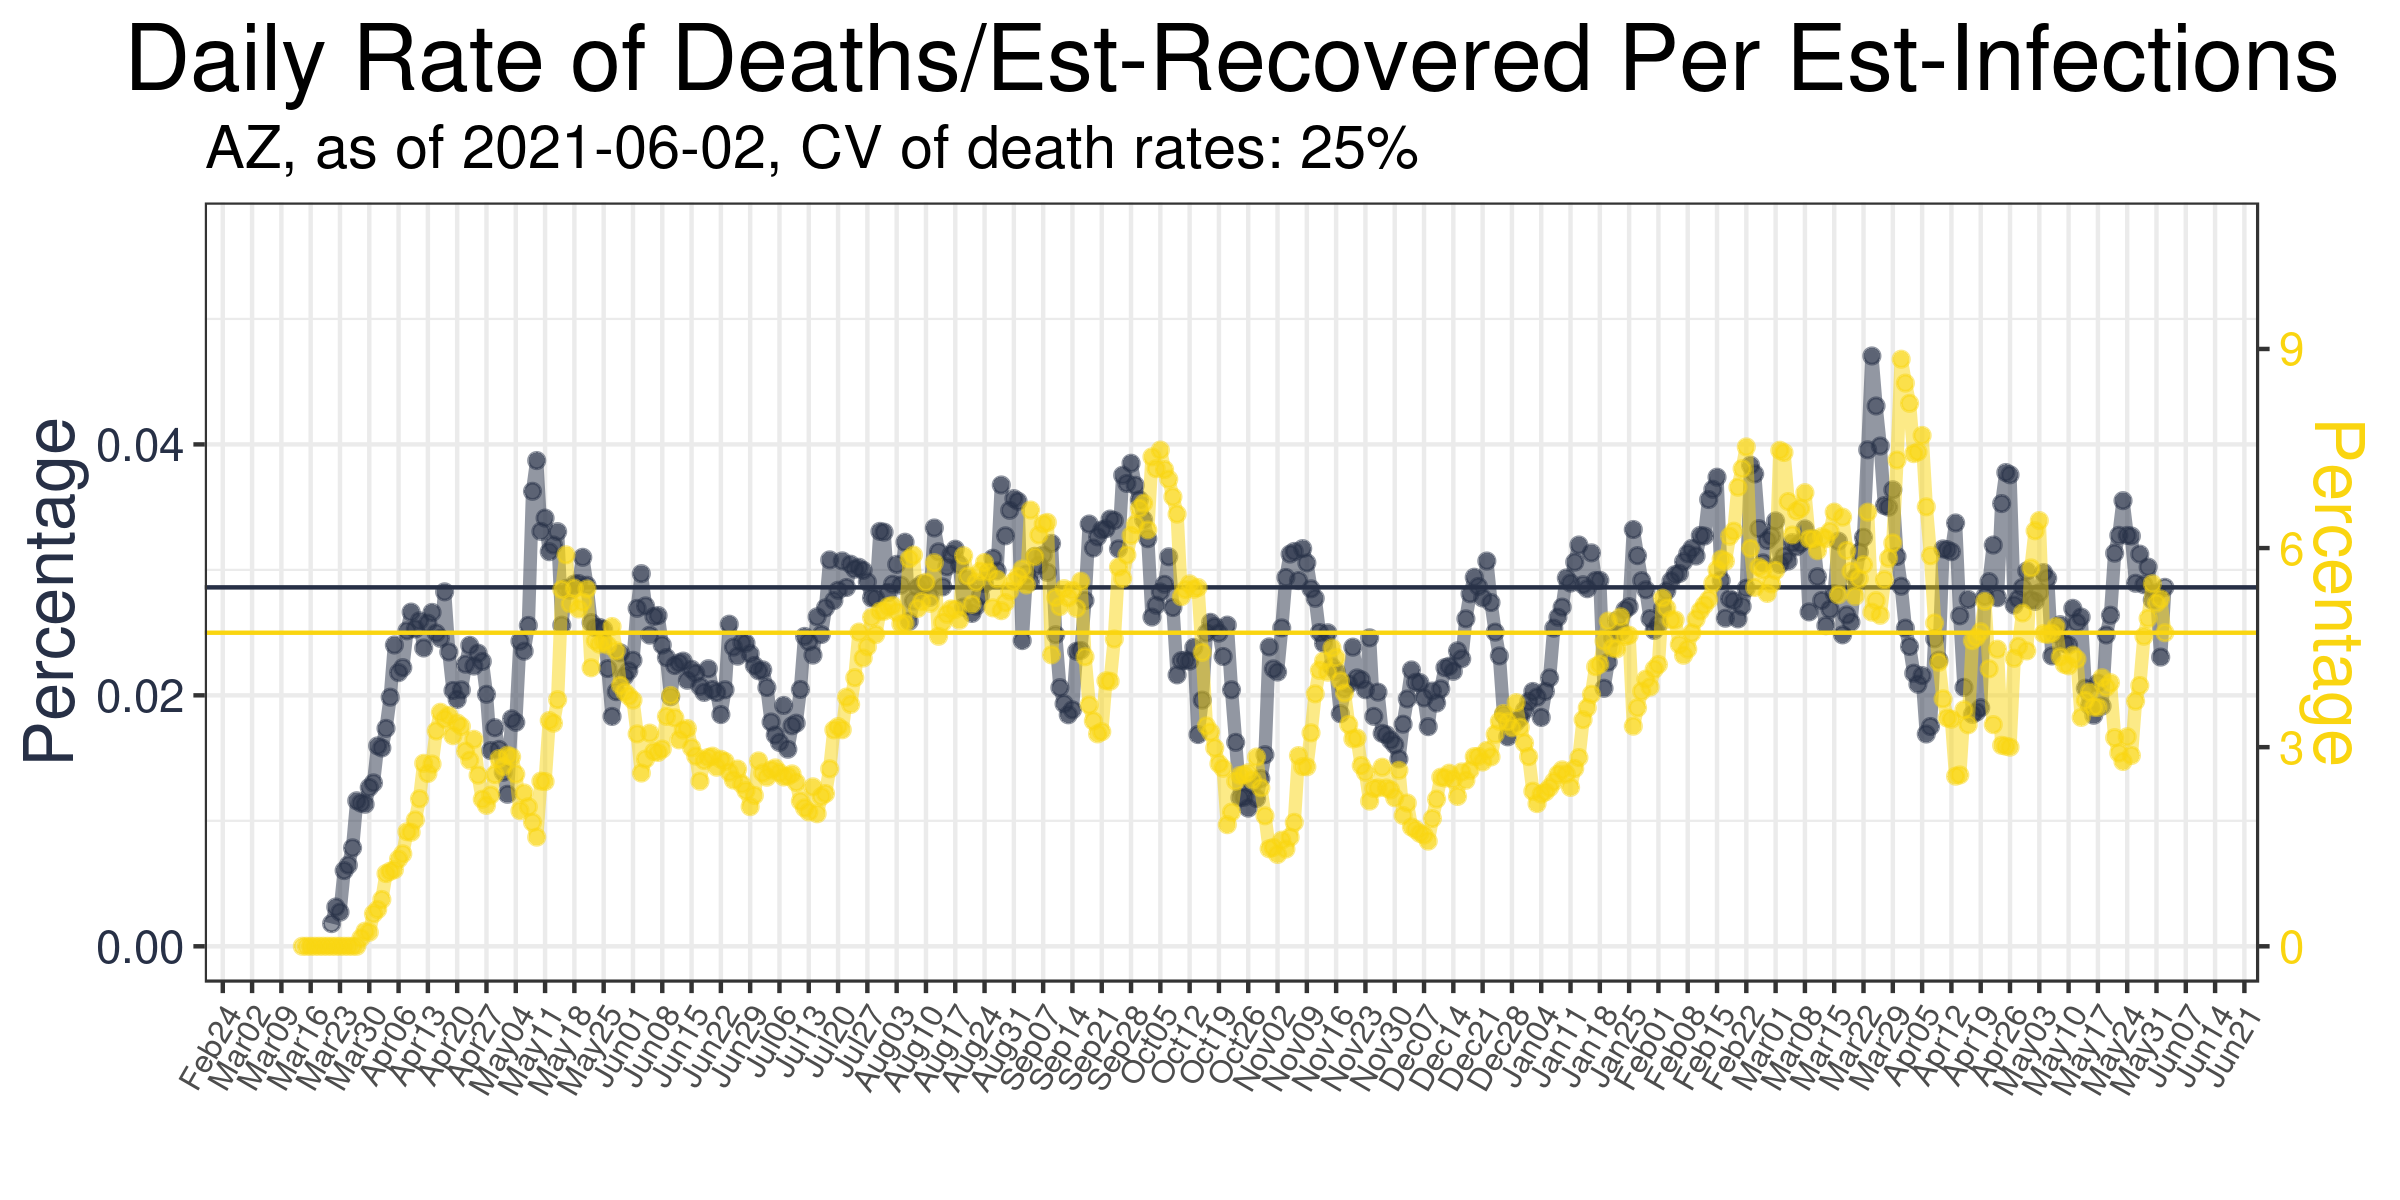 Daily Rate of Deaths/Est-Recovered Per Est-Infections
AZ, as of 2021-06-02, CV of death rates: 25%
Percentage
0.04
0.02
0.00
9
6
3
0
Percentage
Feb24
Mar02
Mar09
Mar16
Mar23
Mar30
Apr06
Apr13
Apr20
Apr27
May04
May11
May18
May25
Jun01
Jun08
Jun15
Jun22
Jun29
Jul06
Jul13
Jul20
Jul27
Aug03
Aug10
Aug17
Aug24
Aug31
Sep07
Sep14
Sep21
Sep28
Oct05
Oct12
Oct19
Oct26
Nov02
Nov09
Nov16
Nov23
Nov30
Dec07
Dec14
Dec21
Dec28
Jan04
Jan11
Jan18
Jan25
Feb01
Feb08
Feb15
Feb22
Mar01
Mar08
Mar15
Mar22
Mar29
Apr05
Apr12
Apr19
Apr26
May03
May10
May17
May24
May31
Jun07
Jun14
Jun21